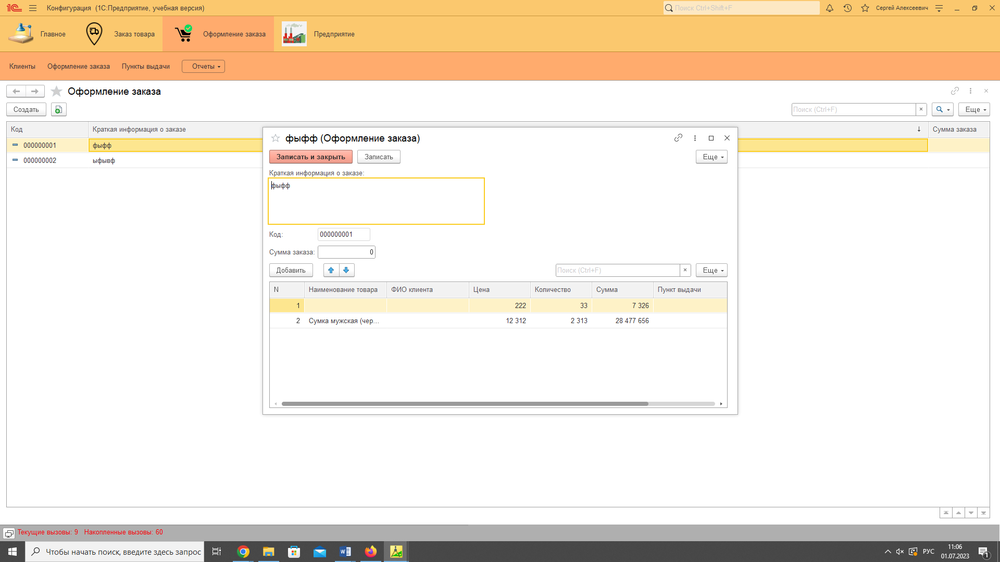 1С Конфигурация (1С:Предприятие, учебная версия)
Поиск Ctrl+Shift+F
Сергей Алексеевич
Главное
Заказ товара
Оформление заказа
Предприятие
Клиенты
Оформление заказа
Пункты выдачи
Отчеты
Оформление заказа
Создать
Поиск (Ctrl+F)
×
Еще
Код
Краткая информация о заказе
↓
Сумма заказа
000000001
фыфф
000000002
ыфывф
фыфф (Оформление заказа)
Записать и закрыть
Записать
Еще
Краткая информация о заказе:
фыфф
Код:
000000001
Сумма заказа:
0
Добавить
Поиск (Ctrl+F)
×
Еще
N Наименование товара ФИО клиента Цена Количество Сумма Пункт выдачи
1 222 33 7 326
2 Сумка мужская (чер... 12 312 2 313 28 477 656
Текущие вызовы: 9 Накопленные вызовы: 60
Чтобы начать поиск, введите здесь запрос
РУС
11:06
01.07.2023
1